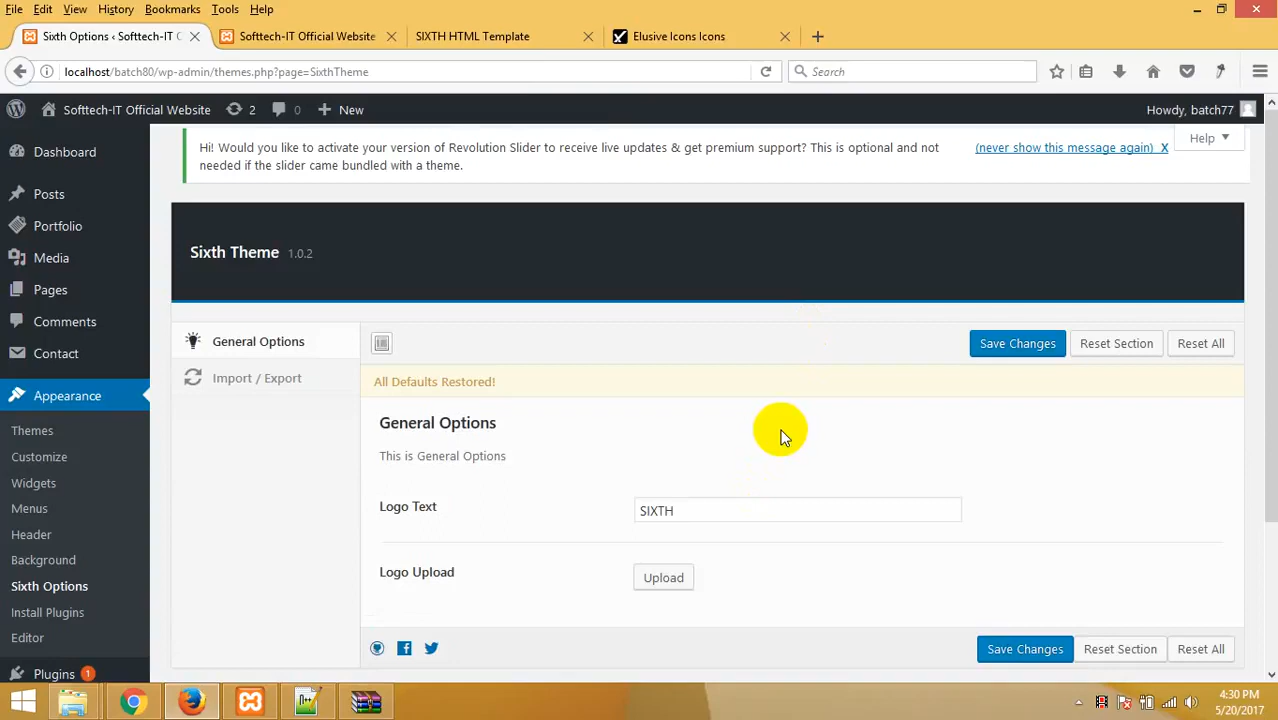 File Edit View History Bookmarks Tools Help
Sixth Options ‹ Softtech-IT O
Softtech-IT Official Website
SIXTH HTML Template
Elusive Icons Icons
localhost/batch80/wp-admin/themes.php?page=SixthTheme
Search
Softtech-IT Official Website 2 0 New
Howdy, batch77
Help
Hi! Would you like to activate your version of Revolution Slider to receive live updates & get premium support? This is optional and not
needed if the slider came bundled with a theme.
(never show this message again) X
Dashboard
Posts
Portfolio
Media
Pages
Comments
Contact
Appearance
Themes
Customize
Widgets
Menus
Header
Background
Sixth Options
Install Plugins
Editor
Plugins 1
Sixth Theme 1.0.2
General Options
Import / Export
Save Changes Reset Section Reset All
All Defaults Restored!
General Options
This is General Options
Logo Text
SIXTH
Logo Upload
Upload
Save Changes Reset Section Reset All
4:30 PM
5/20/2017